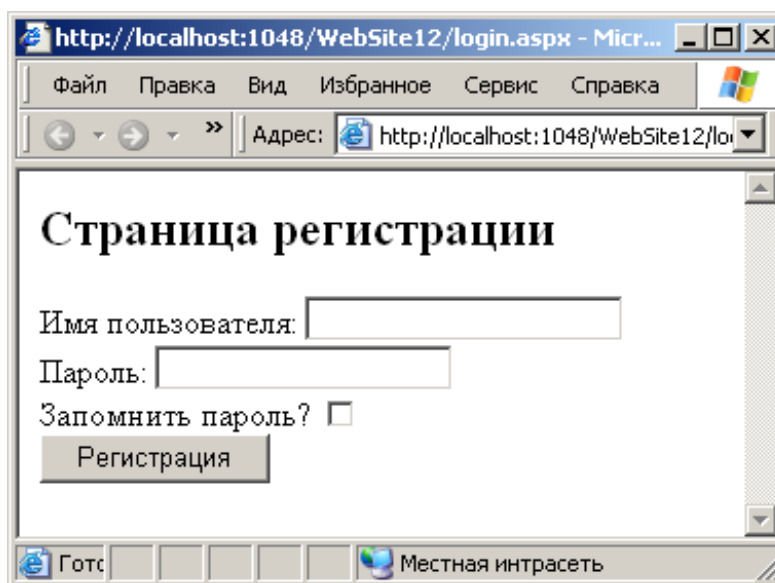 http://localhost:1048/WebSite12/login.aspx - Micr...
Файл Правка Вид Избранное Сервис Справка
» Адрес: http://localhost:1048/WebSite12/lo
Страница регистрации
Имя пользователя:
Пароль:
Запомнить пароль?
Регистрация
Гото Местная интрасеть